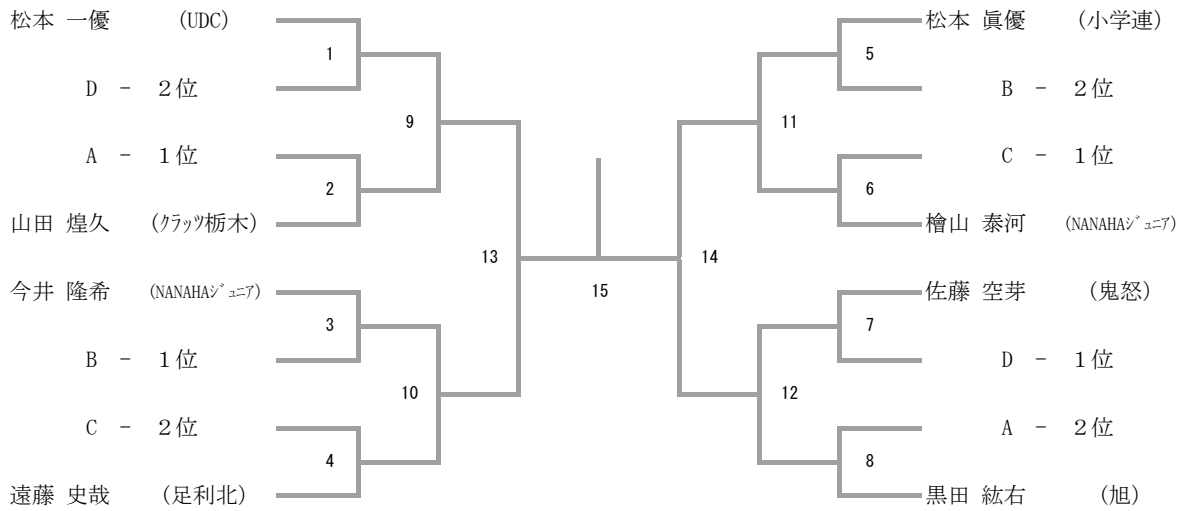 松本 一優 (UDC)
1
D - 2位
9
A - 1位
2
山田 煌久 (ｸﾗｯﾂ栃木)
13
今井 隆希 (NANAHAｼﾞｭﾆｱ)
3
B - 1位
10
C - 2位
4
遠藤 史哉 (足利北)
15
松本 眞優 (小学連)
5
B - 2位
11
C - 1位
6
檜山 泰河 (NANAHAｼﾞｭﾆｱ)
14
佐藤 空芽 (鬼怒)
7
D - 1位
12
A - 2位
8
黒田 紘右 (旭)